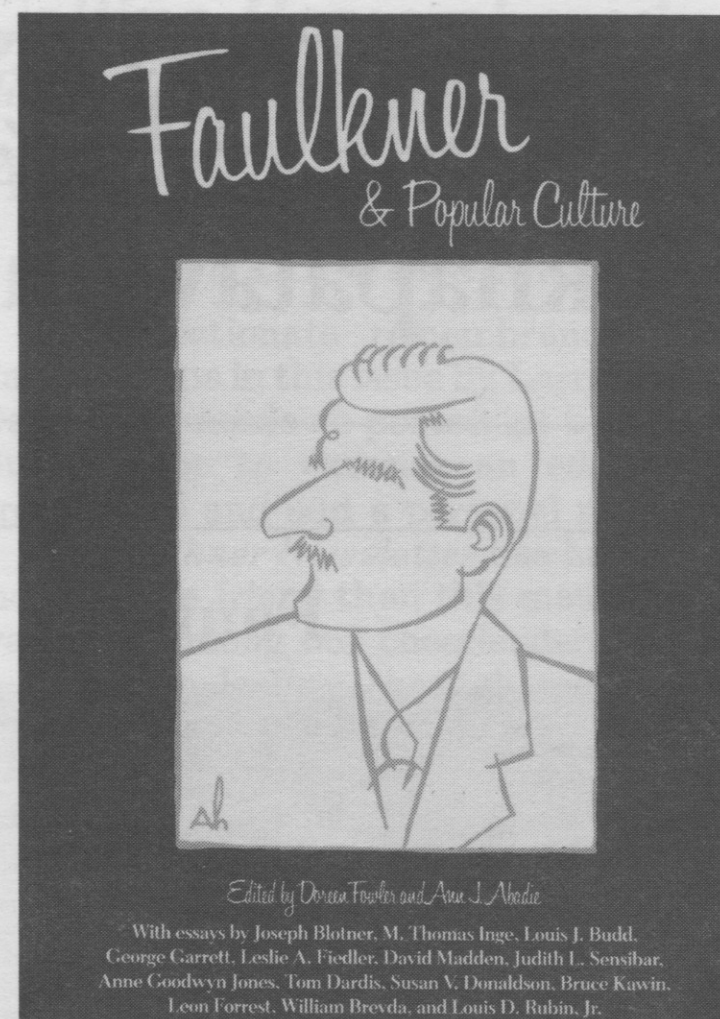 Faulkner
& Popular Culture
Ah
Edited by Doreen Fowler and Ann J. Abadie
With essays by Joseph Blotner, M. Thomas Inge, Louis J. Budd,
George Garrett, Leslie A. Fiedler, David Madden, Judith L. Sensibar,
Anne Goodwyn Jones, Tom Dardis, Susan V. Donaldson, Bruce Kawin,
Leon Forrest, William Brevda, and Louis D. Rubin, Jr.